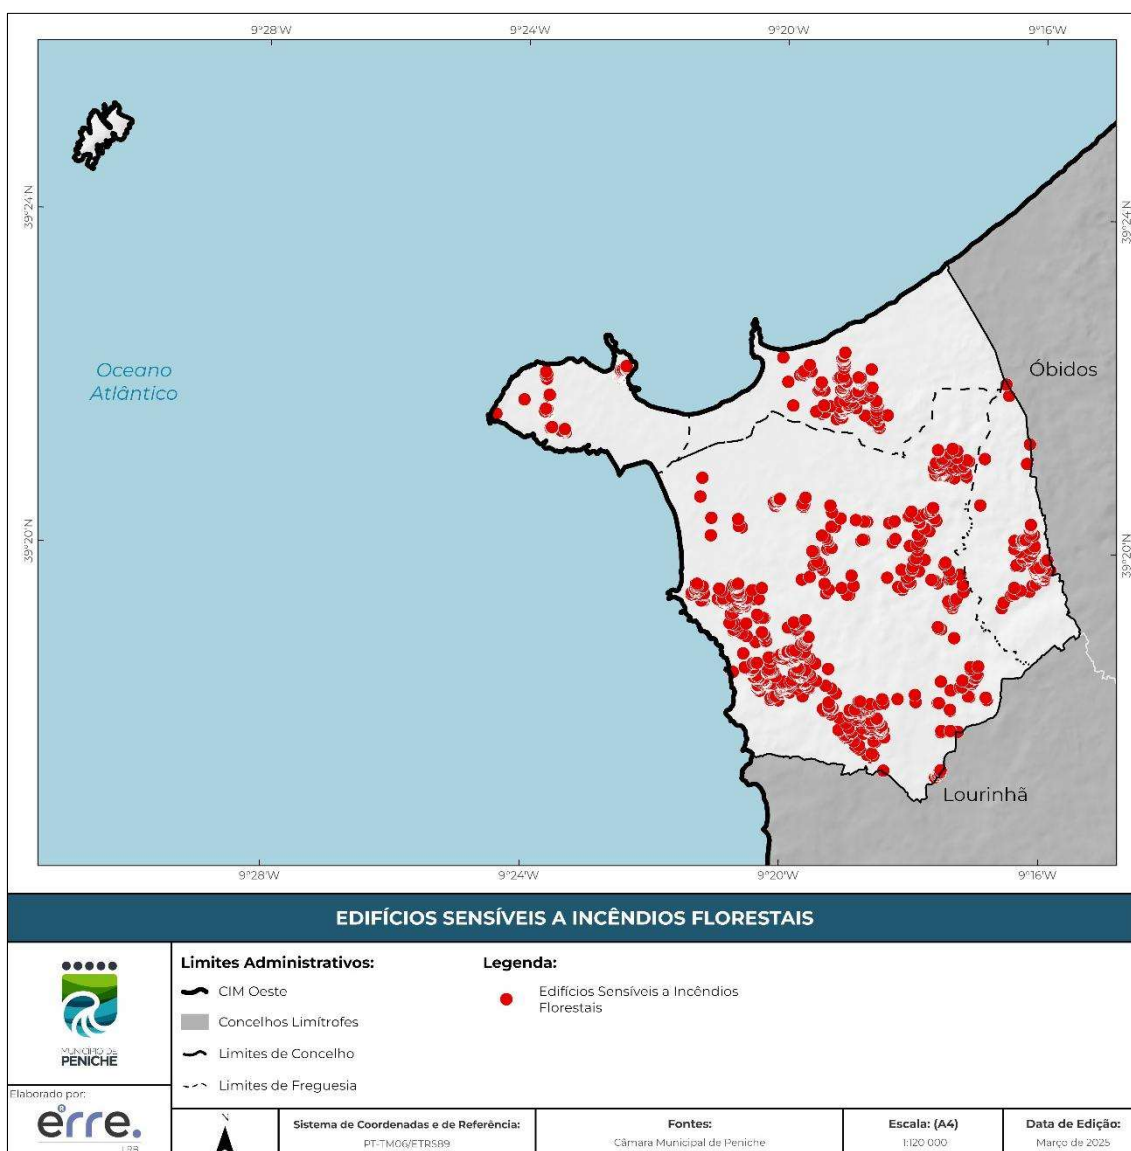 9°28'W
9°24'W
9°20'W
9°16'W
39°24'N
39°24'N
Oceano
Atlântico
Óbidos
39°20'N
39°20'N
Lourinhã
9°28'W
9°24'W
9°20'W
9°16'W
EDIFÍCIOS SENSÍVEIS A INCÊNDIOS FLORESTAIS
MUNICÍPIO DE
PENICHE
Limites Administrativos:
CIM Oeste
Concelhos Limítrofes
Limites de Concelho
Limites de Freguesia
Legenda:
Edifícios Sensíveis a Incêndios
Florestais
Elaborado por:
erre.
LRB
N
Sistema de Coordenadas e de Referência:
PT-TM06/ETRS89
Fontes:
Câmara Municipal de Peniche
Escala: (A4)
1:120 000
Data de Edição:
Março de 2025